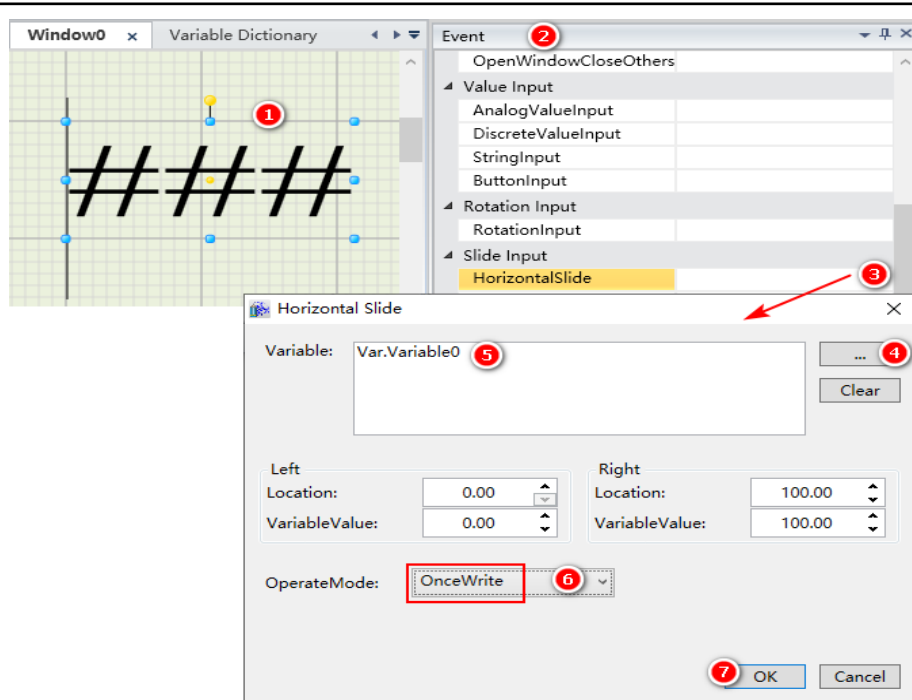 Window0 x Variable Dictionary
###
1
Event 2
OpenWindowCloseOthers
Value Input
AnalogValueInput
DiscreteValueInput
StringInput
ButtonInput
Rotation Input
RotationInput
Slide Input
HorizontalSlide
3
Horizontal Slide
Variable: Var.Variable0 5
... 4
Clear
Left
Location: 0.00
VariableValue: 0.00
Right
Location: 100.00
VariableValue: 100.00
OperateMode: OnceWrite 6
7 OK Cancel